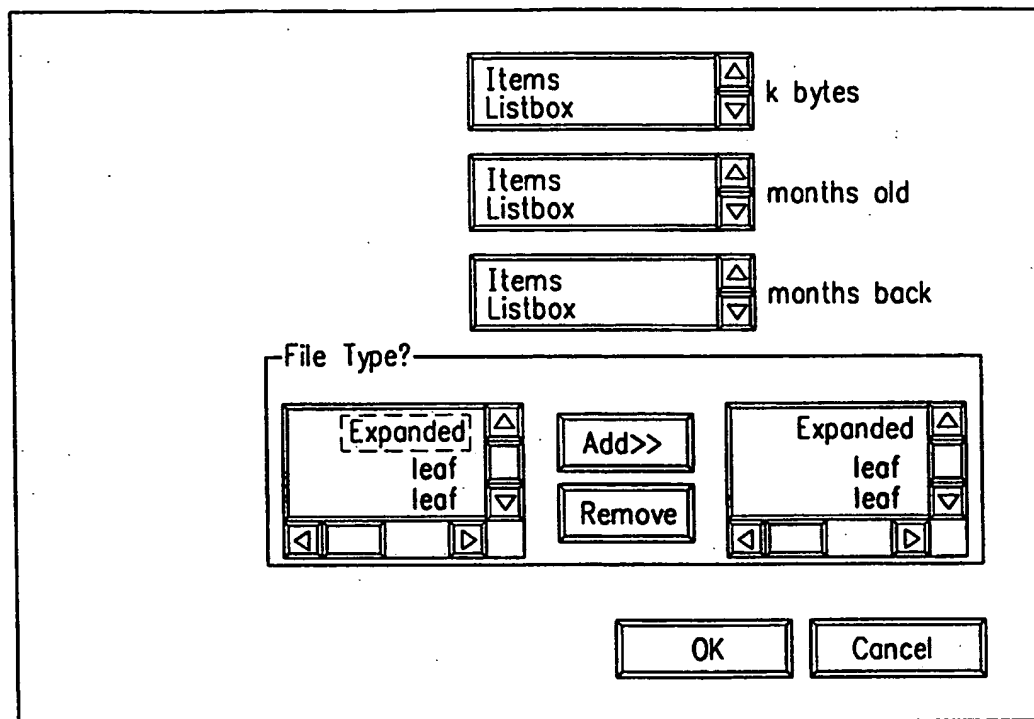 Items
Listbox
k bytes
Items
Listbox
months old
Items
Listbox
months back
File Type?
Expanded
leaf
leaf
Add>>
Remove
Expanded
leaf
leaf
OK
Cancel